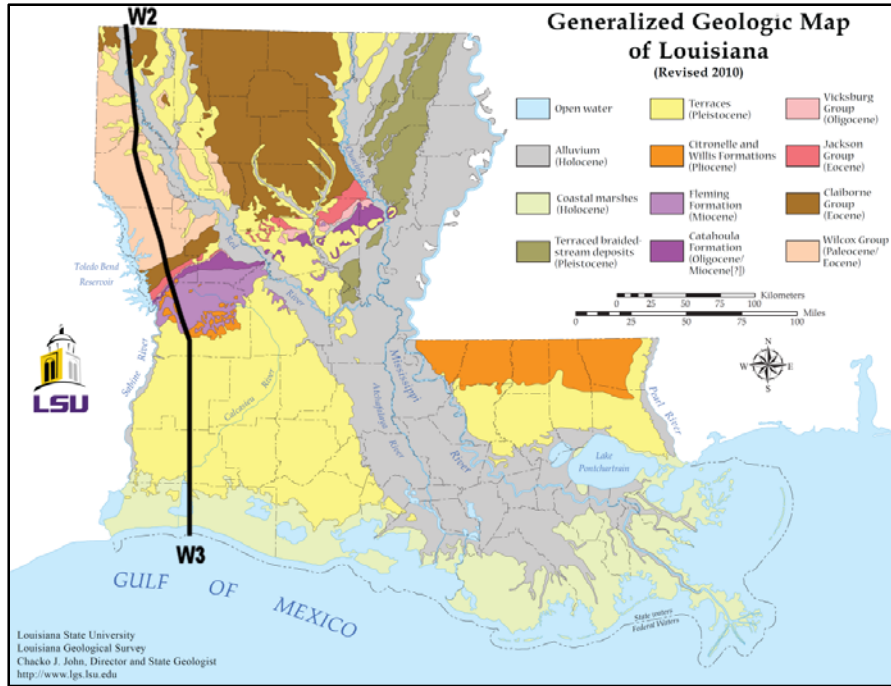 W2
Generalized Geologic Map
of Louisiana
(Revised 2010)
Open water
Terraces
(Pleistocene)
Vicksburg
Group
(Oligocene)
Alluvium
(Holocene)
Citronelle and
Willis Formations
(Pliocene)
Jackson
Group
(Eocene)
Coastal marshes
(Holocene)
Fleming
Formation
(Miocene)
Claiborne
Group
(Eocene)
Terraced braided-
stream deposits
(Pleistocene)
Catahoula
Formation
(Oligocene/
Miocene[?])
Wilcox Group
(Paleocene/
Eocene)
25 0 25 50 75 100
Kilometers
25 0 25 50 75 100
Miles
N
W E
S
Ouachita
Red
River
Toledo Bend
Reservoir
Sabine River
LSU
Calcasieu
River
Atchafalaya
River
Mississippi
River
Pearl River
Lake
Pontchartrain
W3
GULF OF MEXICO
State waters
Federal Waters
Louisiana State University
Louisiana Geological Survey
Chacko J. John, Director and State Geologist
http://www.lgs.lsu.edu